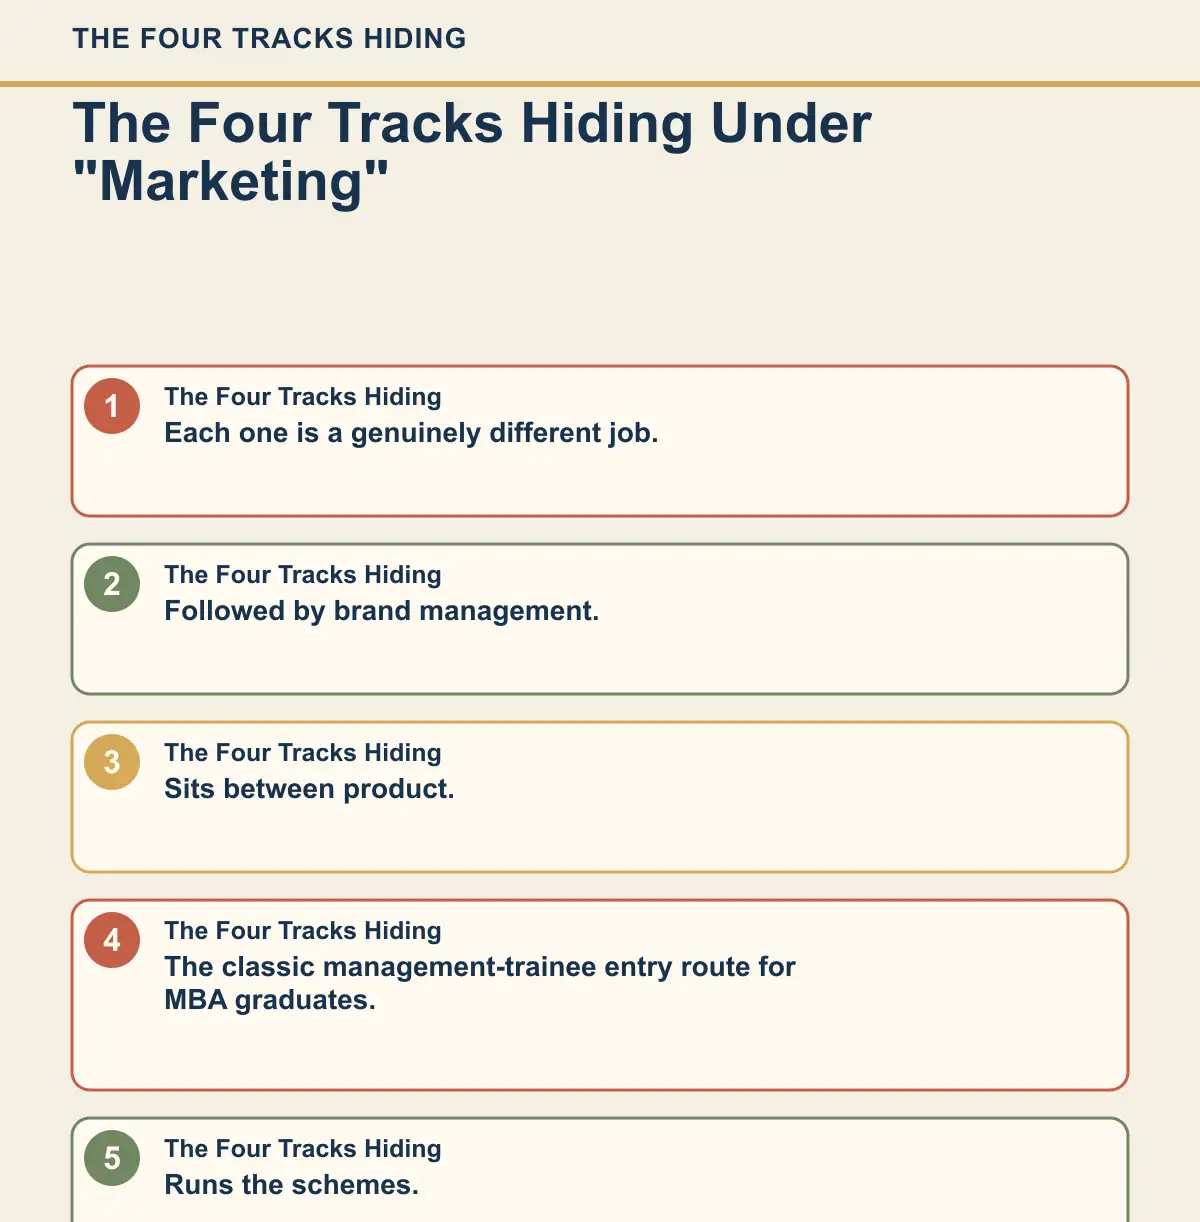 THE FOUR TRACKS HIDING
The Four Tracks Hiding Under
"Marketing"
1
The Four Tracks Hiding
Each one is a genuinely different job.
2
The Four Tracks Hiding
Followed by brand management.
3
The Four Tracks Hiding
Sits between product.
4
The Four Tracks Hiding
The classic management-trainee entry route for
MBA graduates.
5
The Four Tracks Hiding
Runs the schemes.